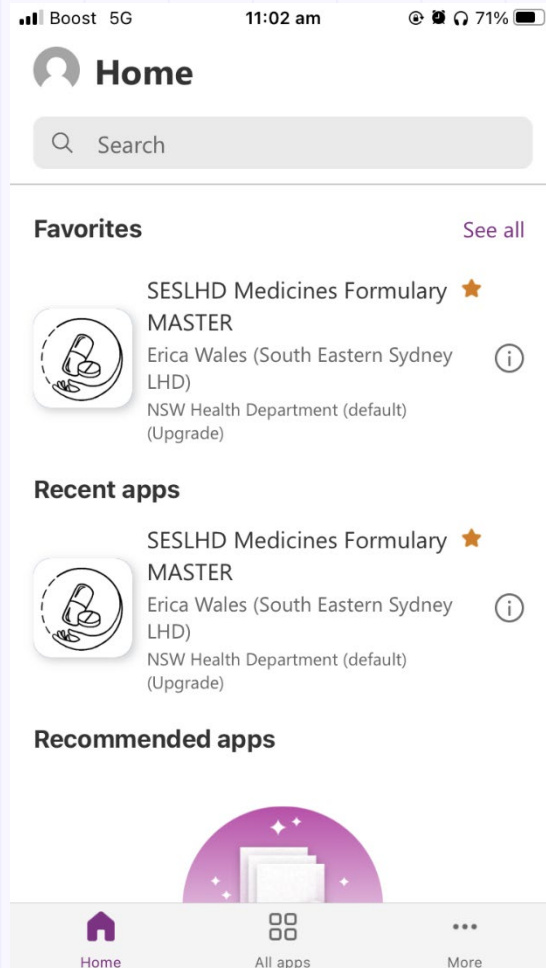 Boost 5G 11:02 am 71%
Home
Search
Favorites See all
SESLHD Medicines Formulary
MASTER
Erica Wales (South Eastern Sydney
LHD)
NSW Health Department (default)
(Upgrade)
Recent apps
SESLHD Medicines Formulary
MASTER
Erica Wales (South Eastern Sydney
LHD)
NSW Health Department (default)
(Upgrade)
Recommended apps
Home All apps More